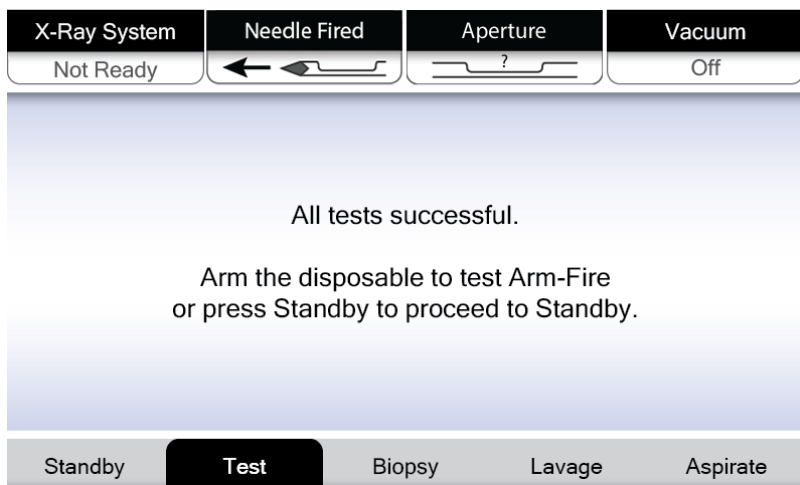 X-Ray System Needle Fired Aperture Vacuum
Not Ready ? Off
All tests successful.
Arm the disposable to test Arm-Fire
or press Standby to proceed to Standby.
Standby Test Biopsy Lavage Aspirate